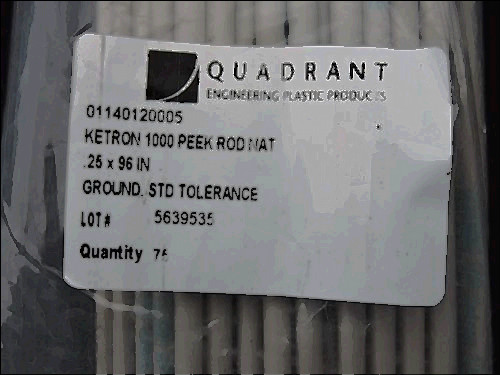 QUADRANT
ENGINEERING PLASTIC PRODUCTS
01140120005
KETRON 1000 PEEK ROD NAT
.25 x 96 IN
GROUND, STD TOLERANCE
LOT # 5639535
Quantity